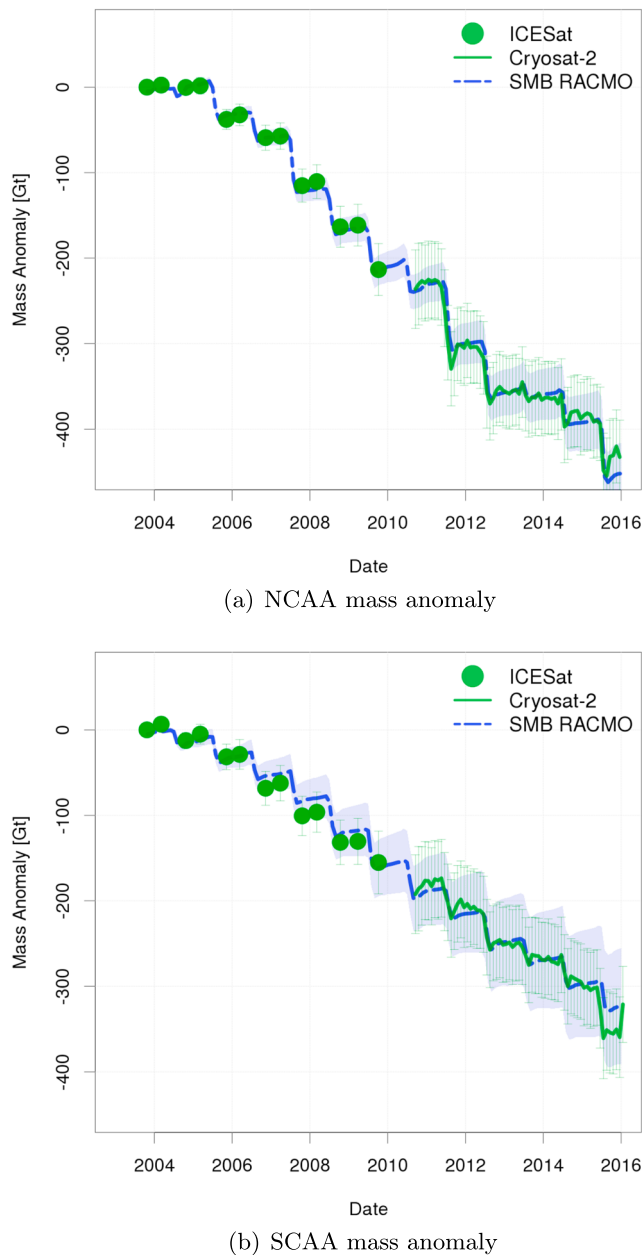 ICESat
Cryosat-2
SMB RACMO
Mass Anomaly [Gt]
0
-100
-200
-300
-400
2004 2006 2008 2010 2012 2014 2016
Date
(a) NCAA mass anomaly
ICESat
Cryosat-2
SMB RACMO
Mass Anomaly [Gt]
0
-100
-200
-300
-400
2004 2006 2008 2010 2012 2014 2016
Date
(b) SCAA mass anomaly